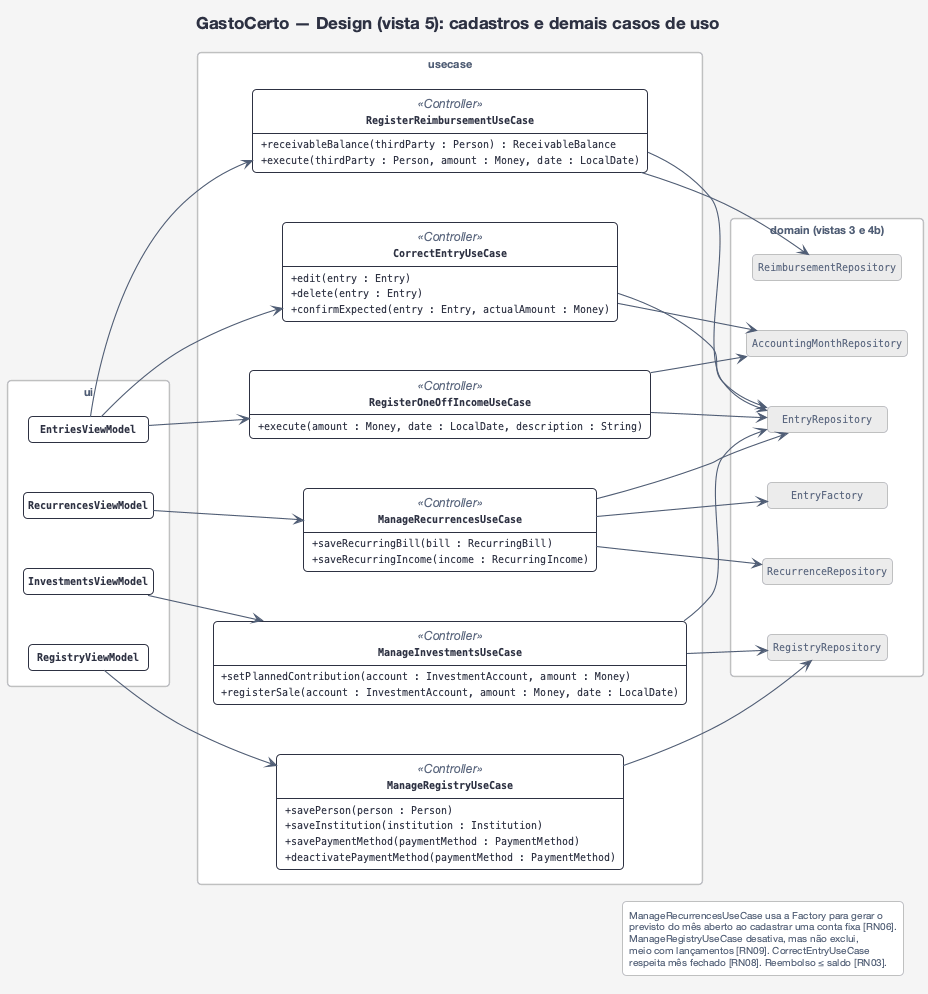 GastoCerto — Design (vista 5): cadastros e demais casos de uso
usecase
«Controller»
RegisterReimbursementUseCase
+receivableBalance(thirdParty : Person) : ReceivableBalance
+execute(thirdParty : Person, amount : Money, date : LocalDate)
«Controller»
CorrectEntryUseCase
+edit(entry : Entry)
+delete(entry : Entry)
+confirmExpected(entry : Entry, actualAmount : Money)
«Controller»
RegisterOneOffIncomeUseCase
+execute(amount : Money, date : LocalDate, description : String)
«Controller»
ManageRecurrencesUseCase
+saveRecurringBill(bill : RecurringBill)
+saveRecurringIncome(income : RecurringIncome)
«Controller»
ManageInvestmentsUseCase
+setPlannedContribution(account : InvestmentAccount, amount : Money)
+registerSale(account : InvestmentAccount, amount : Money, date : LocalDate)
«Controller»
ManageRegistryUseCase
+savePerson(person : Person)
+saveInstitution(institution : Institution)
+savePaymentMethod(paymentMethod : PaymentMethod)
+deactivatePaymentMethod(paymentMethod : PaymentMethod)
ui
EntriesViewModel
RecurrencesViewModel
InvestmentsViewModel
RegistryViewModel
domain (vistas 3 e 4b)
ReimbursementRepository
AccountingMonthRepository
EntryRepository
EntryFactory
RecurrenceRepository
RegistryRepository
ManageRecurrencesUseCase usa a Factory para gerar o
previsto do mês aberto ao cadastrar uma conta fixa [RN06].
ManageRegistryUseCase desativa, mas não exclui,
meio com lançamentos [RN09]. CorrectEntryUseCase
respeita mês fechado [RN08]. Reembolso ≤ saldo [RN03].